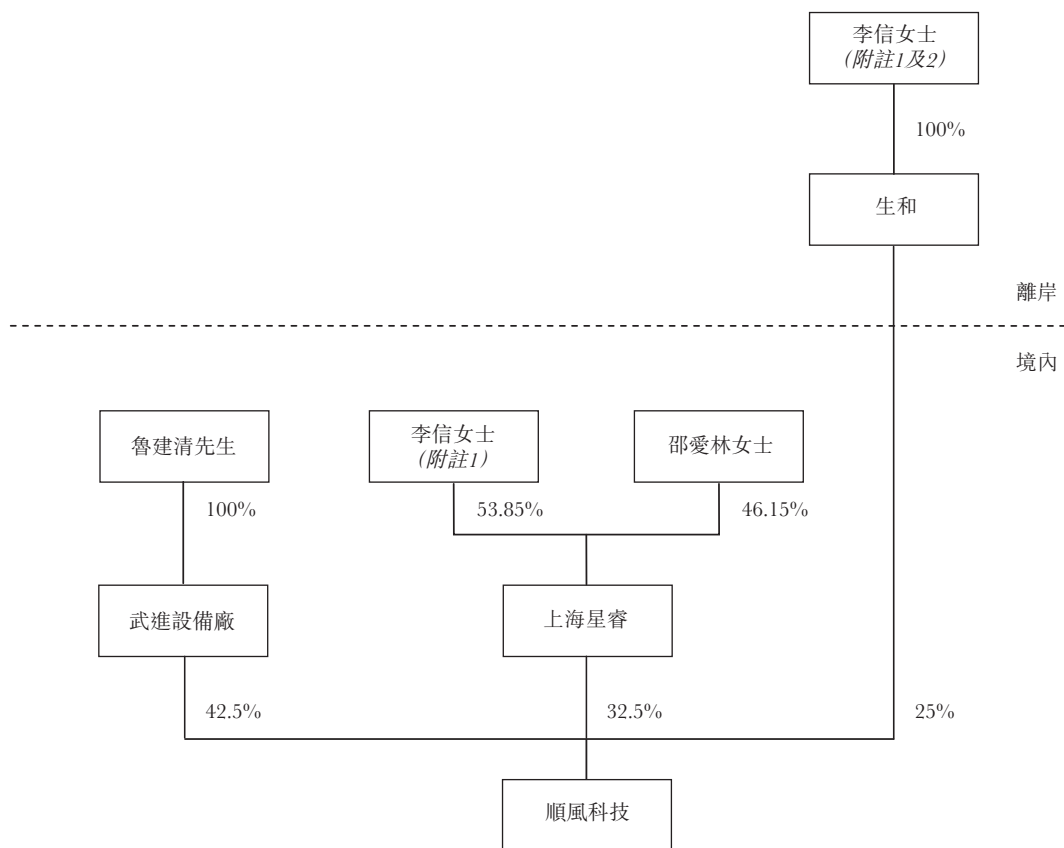 李信女士
（附註1及2）
100%
生和
離岸
境內
魯建清先生
李信女士
（附註1）
邵愛林女士
100%
53.85%
46.15%
武進設備廠
上海星睿
42.5%
32.5%
25%
順風科技